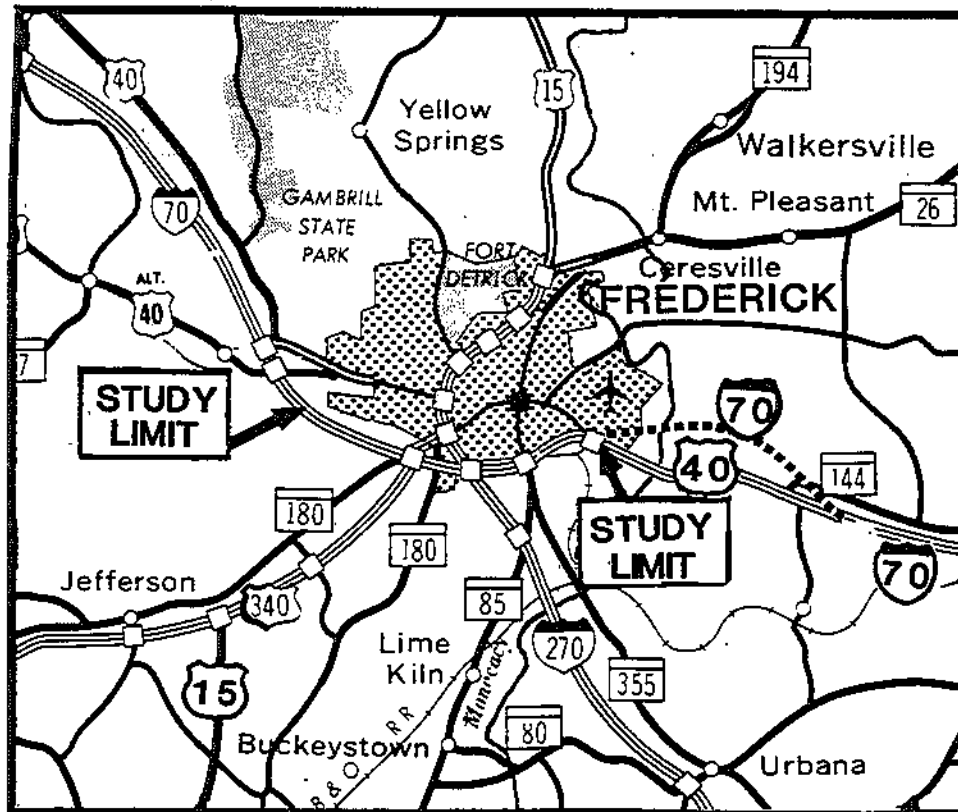 40
15
194
Yellow
Springs
Walkersville
70
GAMBRILL
STATE
PARK
Mt. Pleasant
26
FORT
DETRICK
Ceresville
ALT.
40
FREDERICK
7
STUDY
LIMIT
70
40
144
180
180
STUDY
LIMIT
70
Jefferson
340
85
Lime
Kiln
270
15
Monocacy
355
80
Buckeystown
B & O RR
Urbana